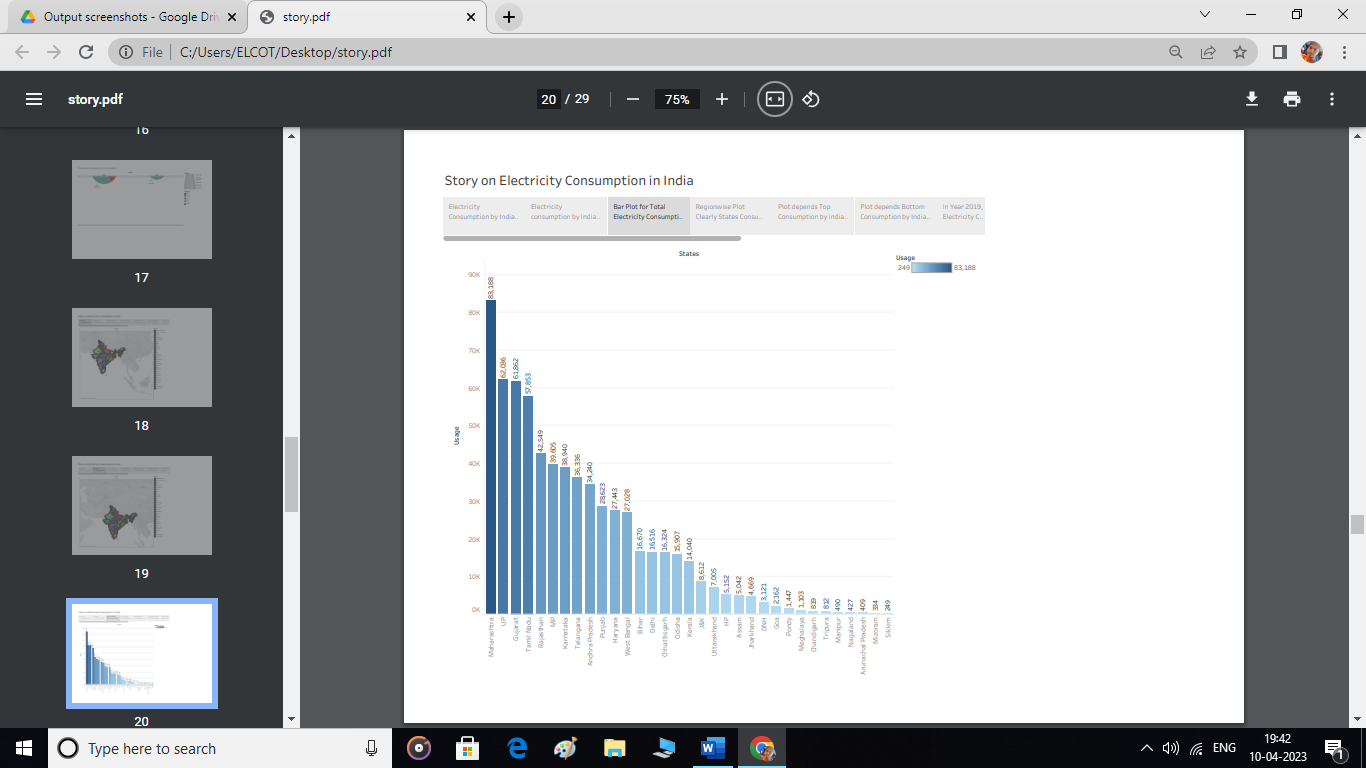 Output screenshots - Google Dri
story.pdf
File
C:/Users/ELCOT/Desktop/story.pdf
story.pdf
20 / 29
75%
16
17
18
19
20
Story on Electricity Consumption in India
Electricity
Consumption by India..
Electricity
consumption by India...
Bar Plot for Total
Electricity Consumpti..
Regionwise Plot
Clearly States Consu..
Plot depends Top
Consumption by India..
Plot depends Bottom
Consumption by India..
In Year 2019,
Electricity C..
States
Usage
249
83,188
Usage
90K
80K
70K
60K
50K
40K
30K
20K
10K
0K
83,188
62,086
61,862
57,853
42,549
39,605
38,940
36,336
34,240
28,623
27,443
27,028
16,670
16,516
16,324
15,907
14,040
8,612
7,005
5,152
5,042
4,669
3,121
2,162
1,447
1,103
819
812
490
427
409
334
249
Maharashtra
UP
Gujarat
Tamil Nadu
Rajasthan
MP
Karnataka
Telangana
Andhra Pradesh
Punjab
Haryana
West Bengal
Bihar
Delhi
Chhattisgarh
Odisha
Kerala
J&K
Uttarakhand
HP
Assam
Jharkhand
DNH
Goa
Pondy
Meghalaya
Chandigarh
Tripura
Manipur
Nagaland
Arunachal Pradesh
Mizoram
Sikkim
Type here to search
ENG
19:42
10-04-2023
1